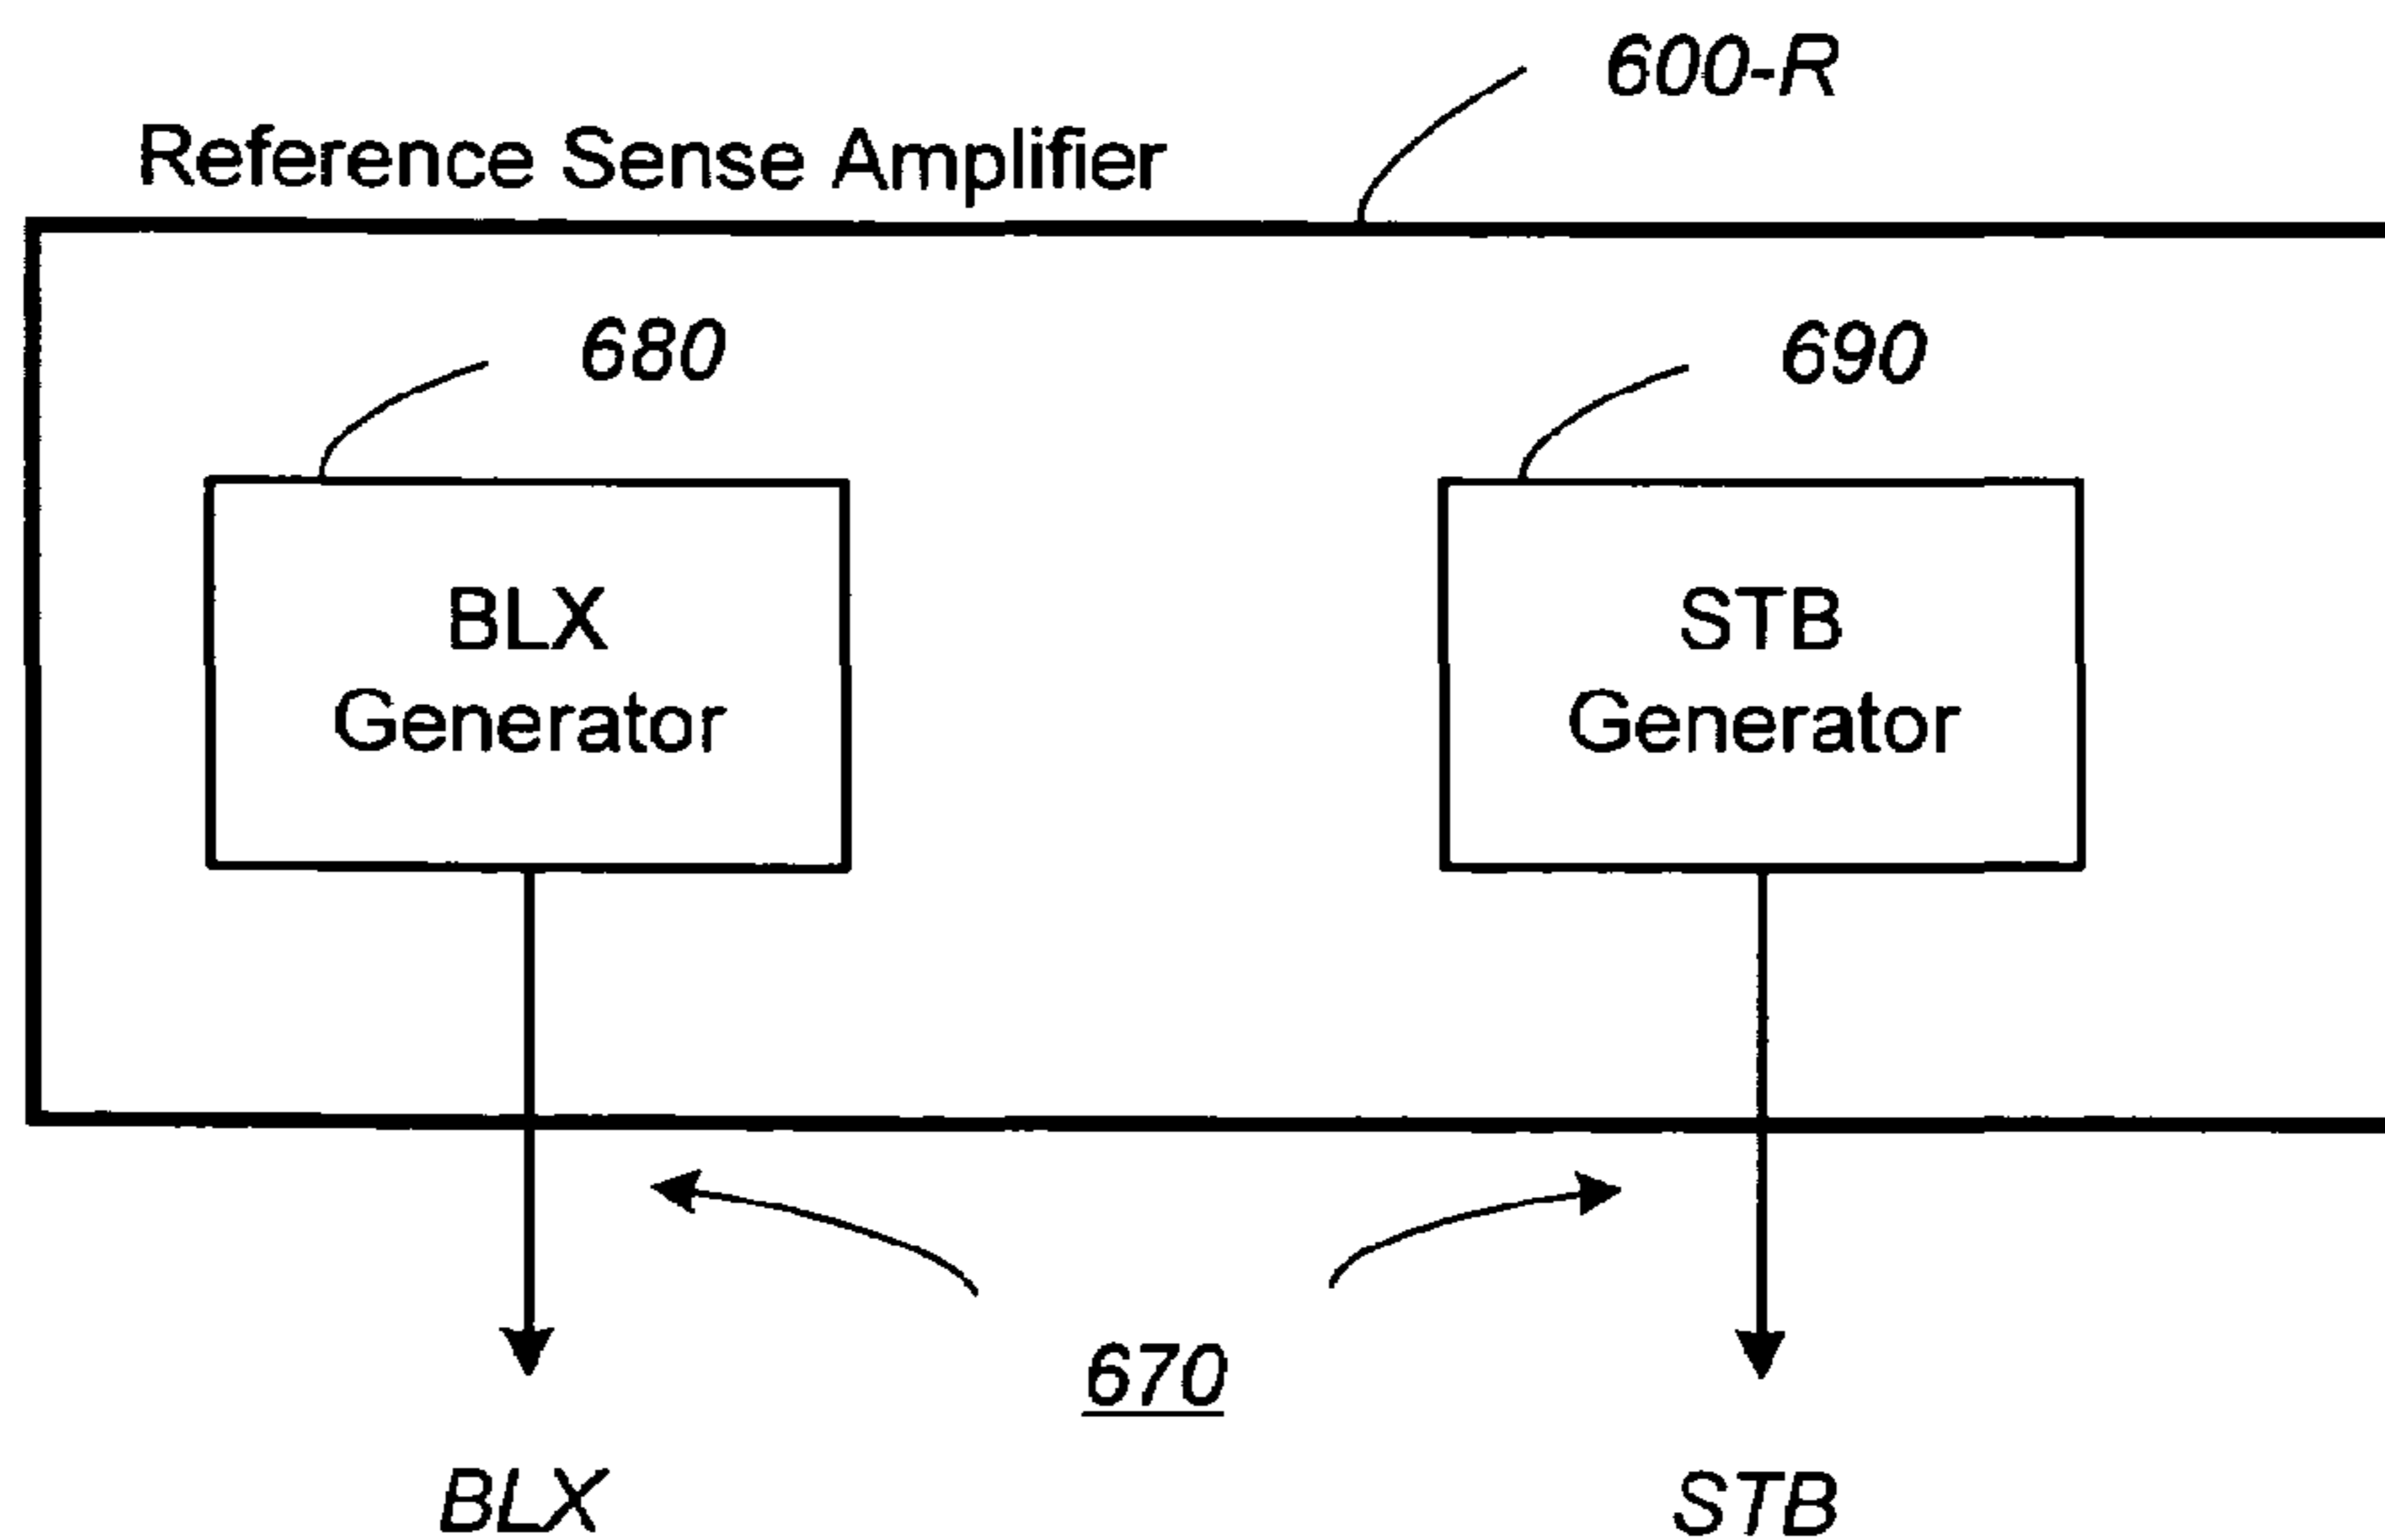 600-R
Reference Sense Amplifier
680
690
BLX
Generator
STB
Generator
670
BLX
STB